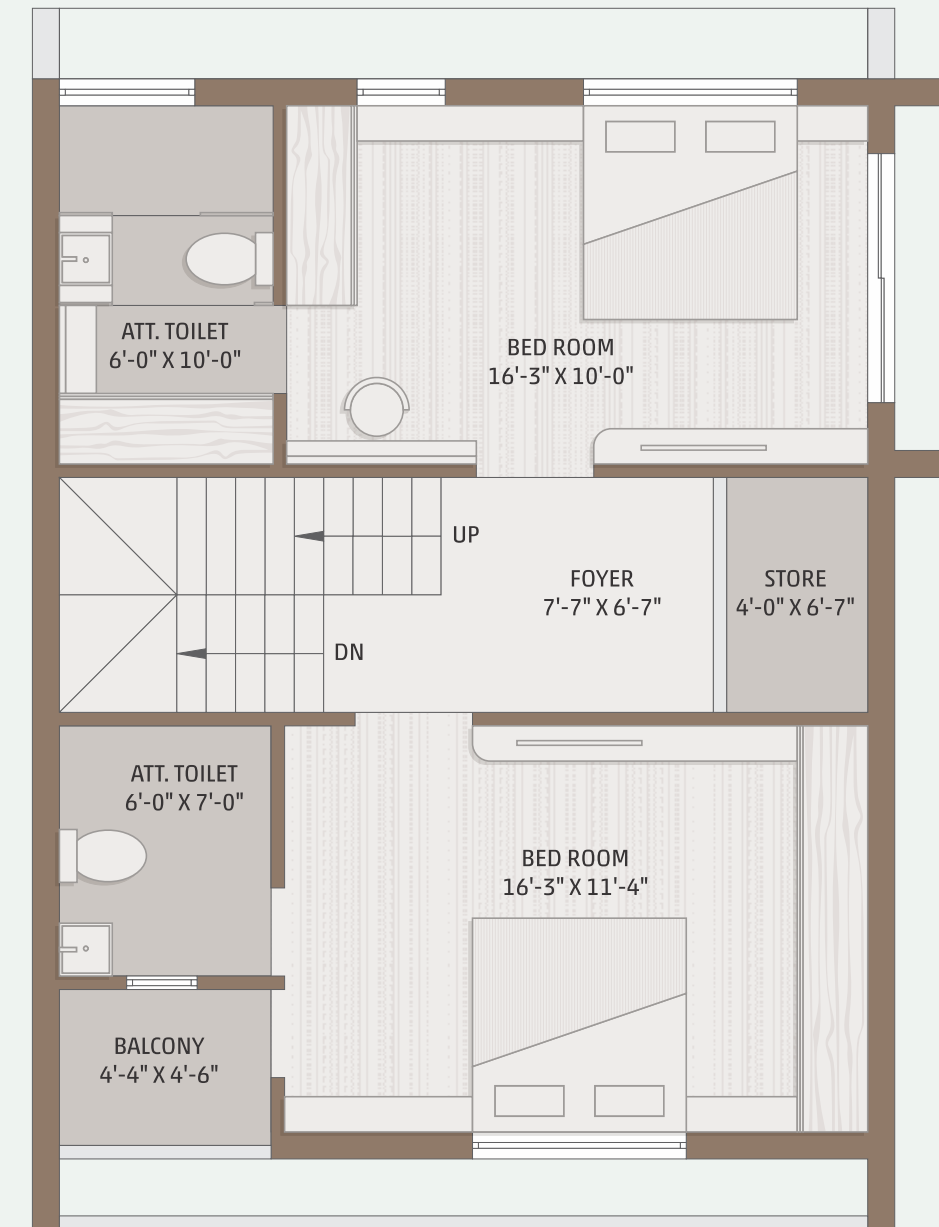 ATT. TOILET
6'-0" X 10'-0"
BED ROOM
16'-3" X 10'-0"
UP
FOYER
7'-7" X 6'-7"
STORE
4'-0" X 6'-7"
DN
ATT. TOILET
6'-0" X 7'-0"
BED ROOM
16'-3" X 11'-4"
BALCONY
4'-4" X 4'-6"